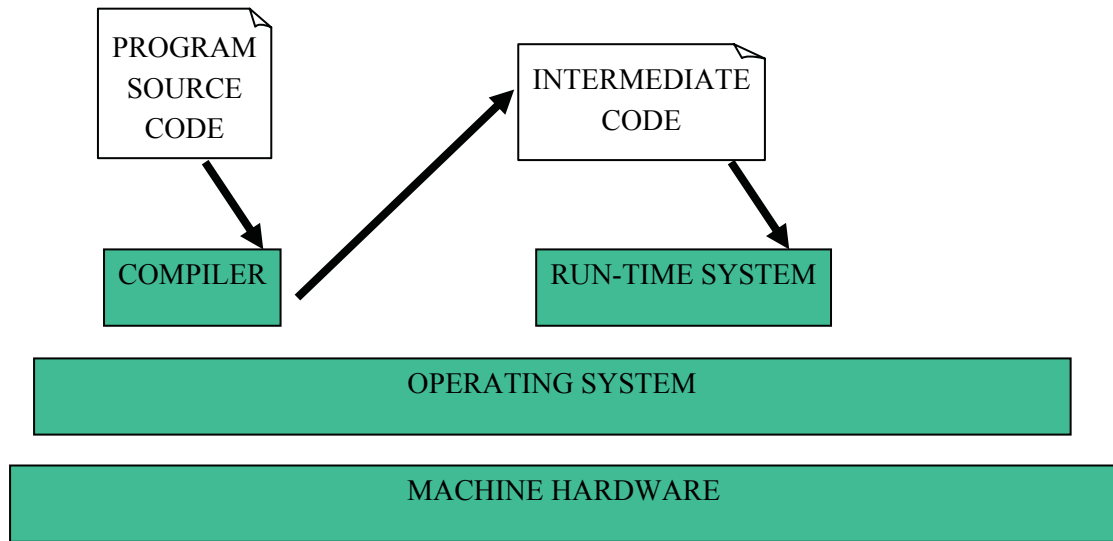 PROGRAM
SOURCE
CODE
INTERMEDIATE
CODE
COMPILER
RUN-TIME SYSTEM
OPERATING SYSTEM
MACHINE HARDWARE